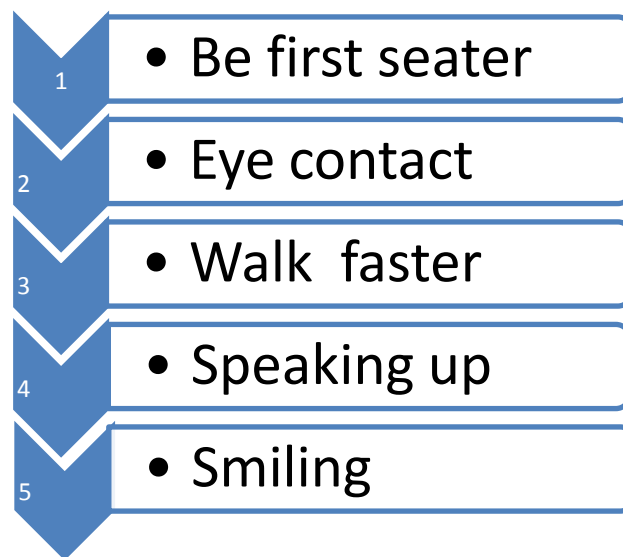 1 • Be first seater
2 • Eye contact
3 • Walk faster
4 • Speaking up
5 • Smiling